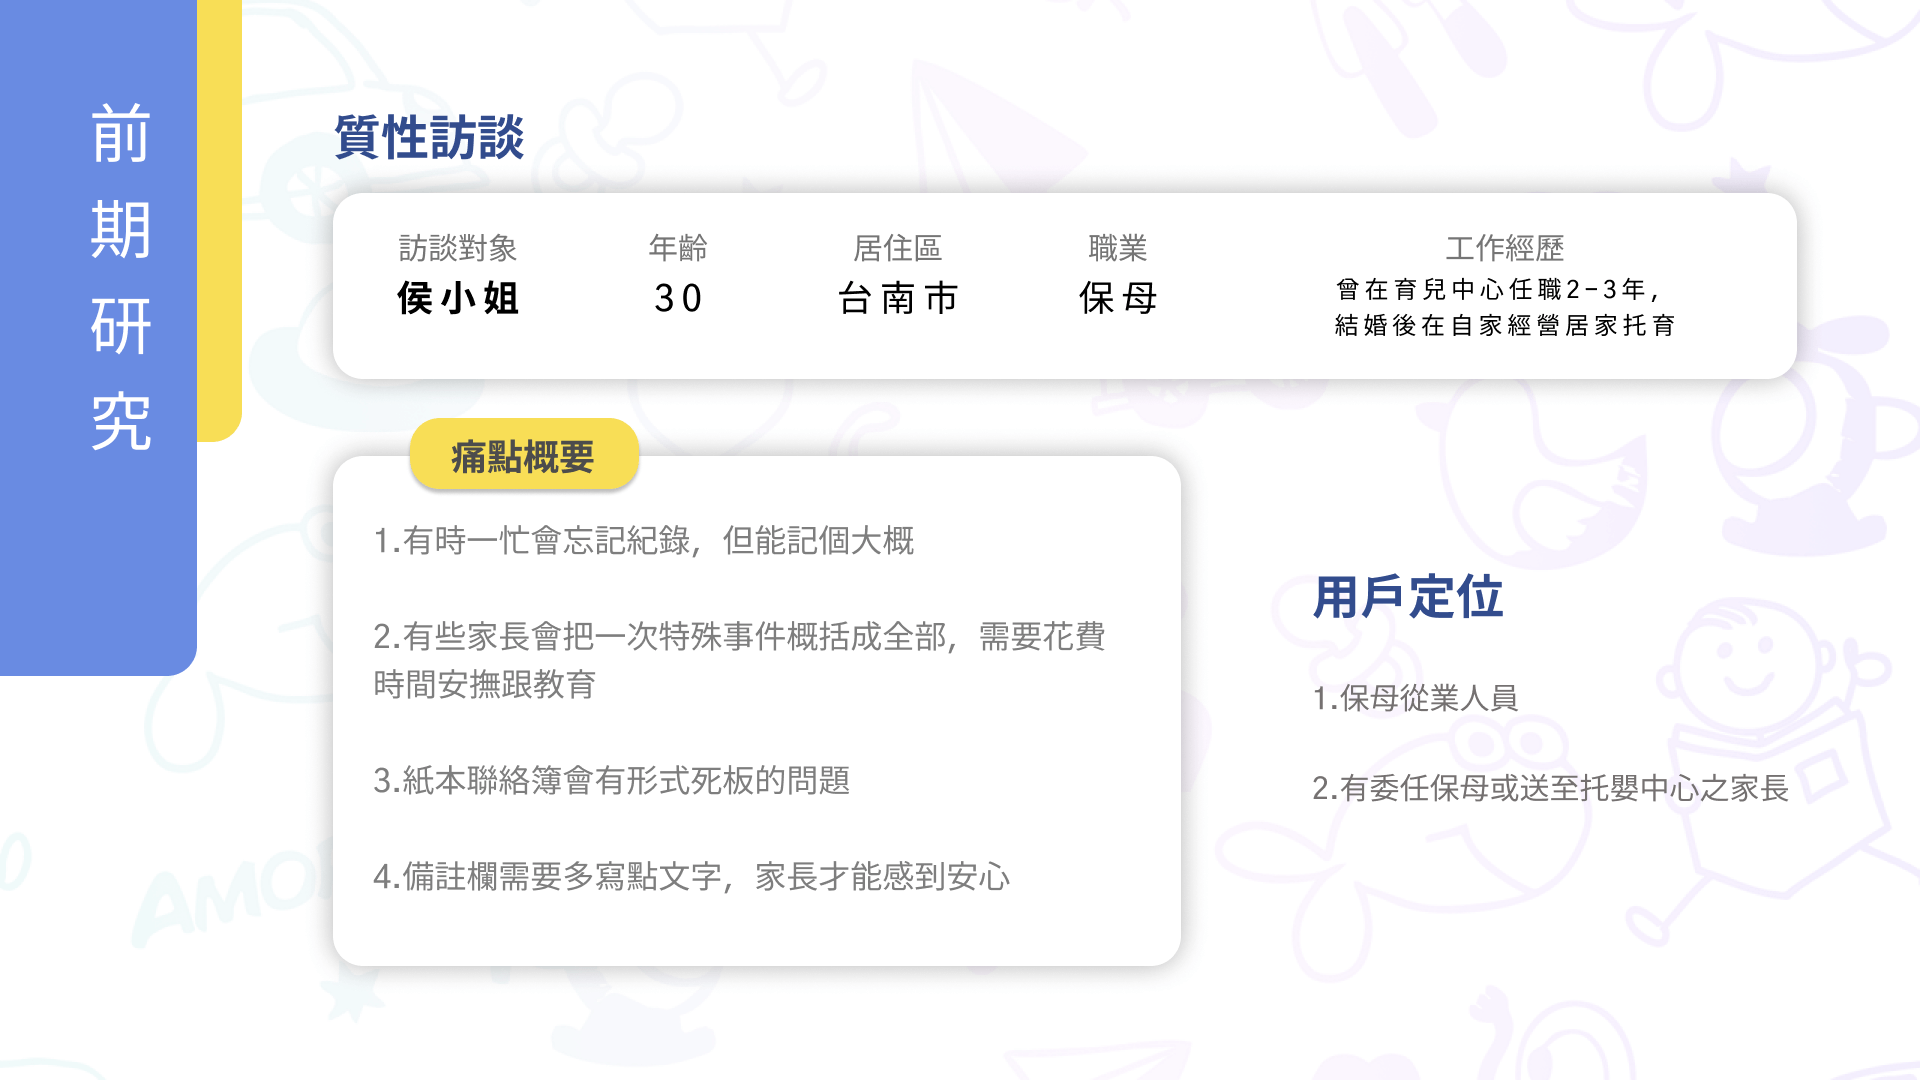 前期研究
質性訪談
訪談對象
侯小姐
年齡
30
居住區
台南市
職業
保母
工作經歷
曾在育兒中心任職2-3年,
結婚後在自家經營居家托育
痛點概要
1.有時一忙會忘記紀錄，但能記個大概
2.有些家長會把一次特殊事件概括成全部，需要花費
時間安撫跟教育
3.紙本聯絡簿會有形式死板的問題
4.備註欄需要多寫點文字，家長才能感到安心
用戶定位
1.保母從業人員
2.有委任保母或送至托嬰中心之家長